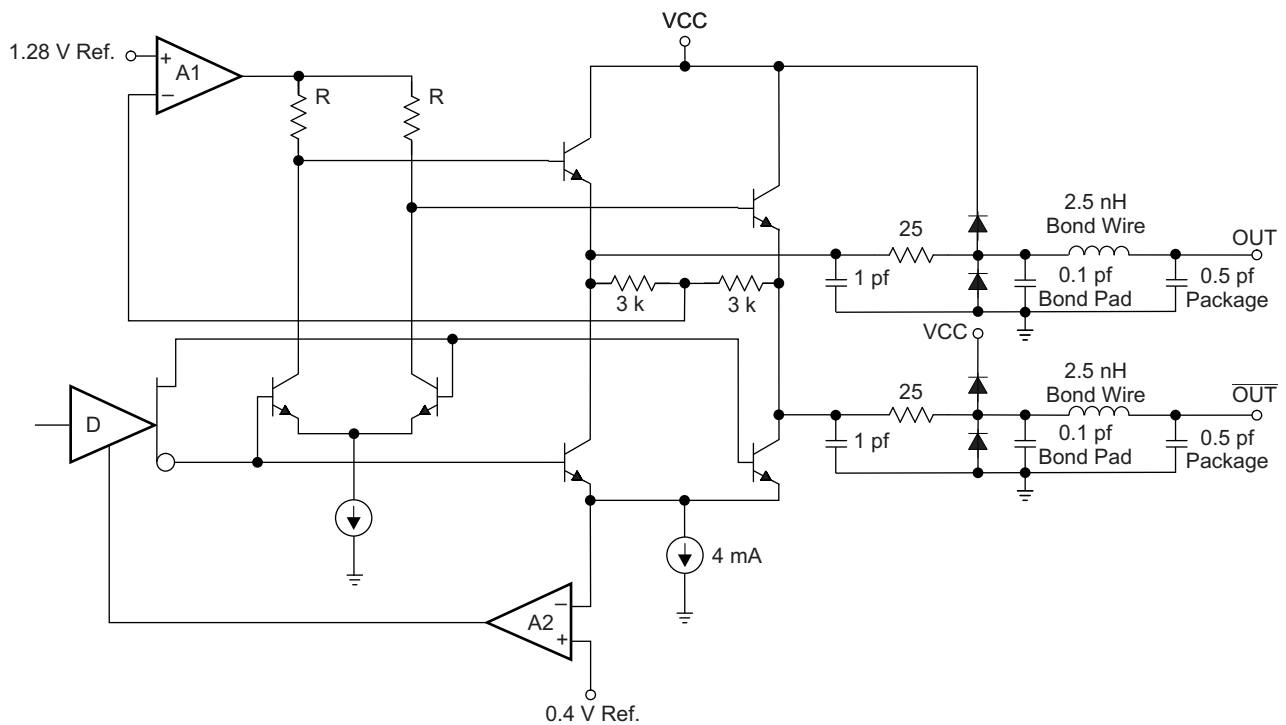 VCC
1.28 V Ref.
+
A1
−
R
R
2.5 nH
Bond Wire
OUT
25
1 pf
0.1 pf
Bond Pad
0.5 pf
Package
3 k
3 k
VCC
2.5 nH
Bond Wire
OUT
25
D
1 pf
0.1 pf
Bond Pad
0.5 pf
Package
4 mA
−
A2
+
0.4 V Ref.